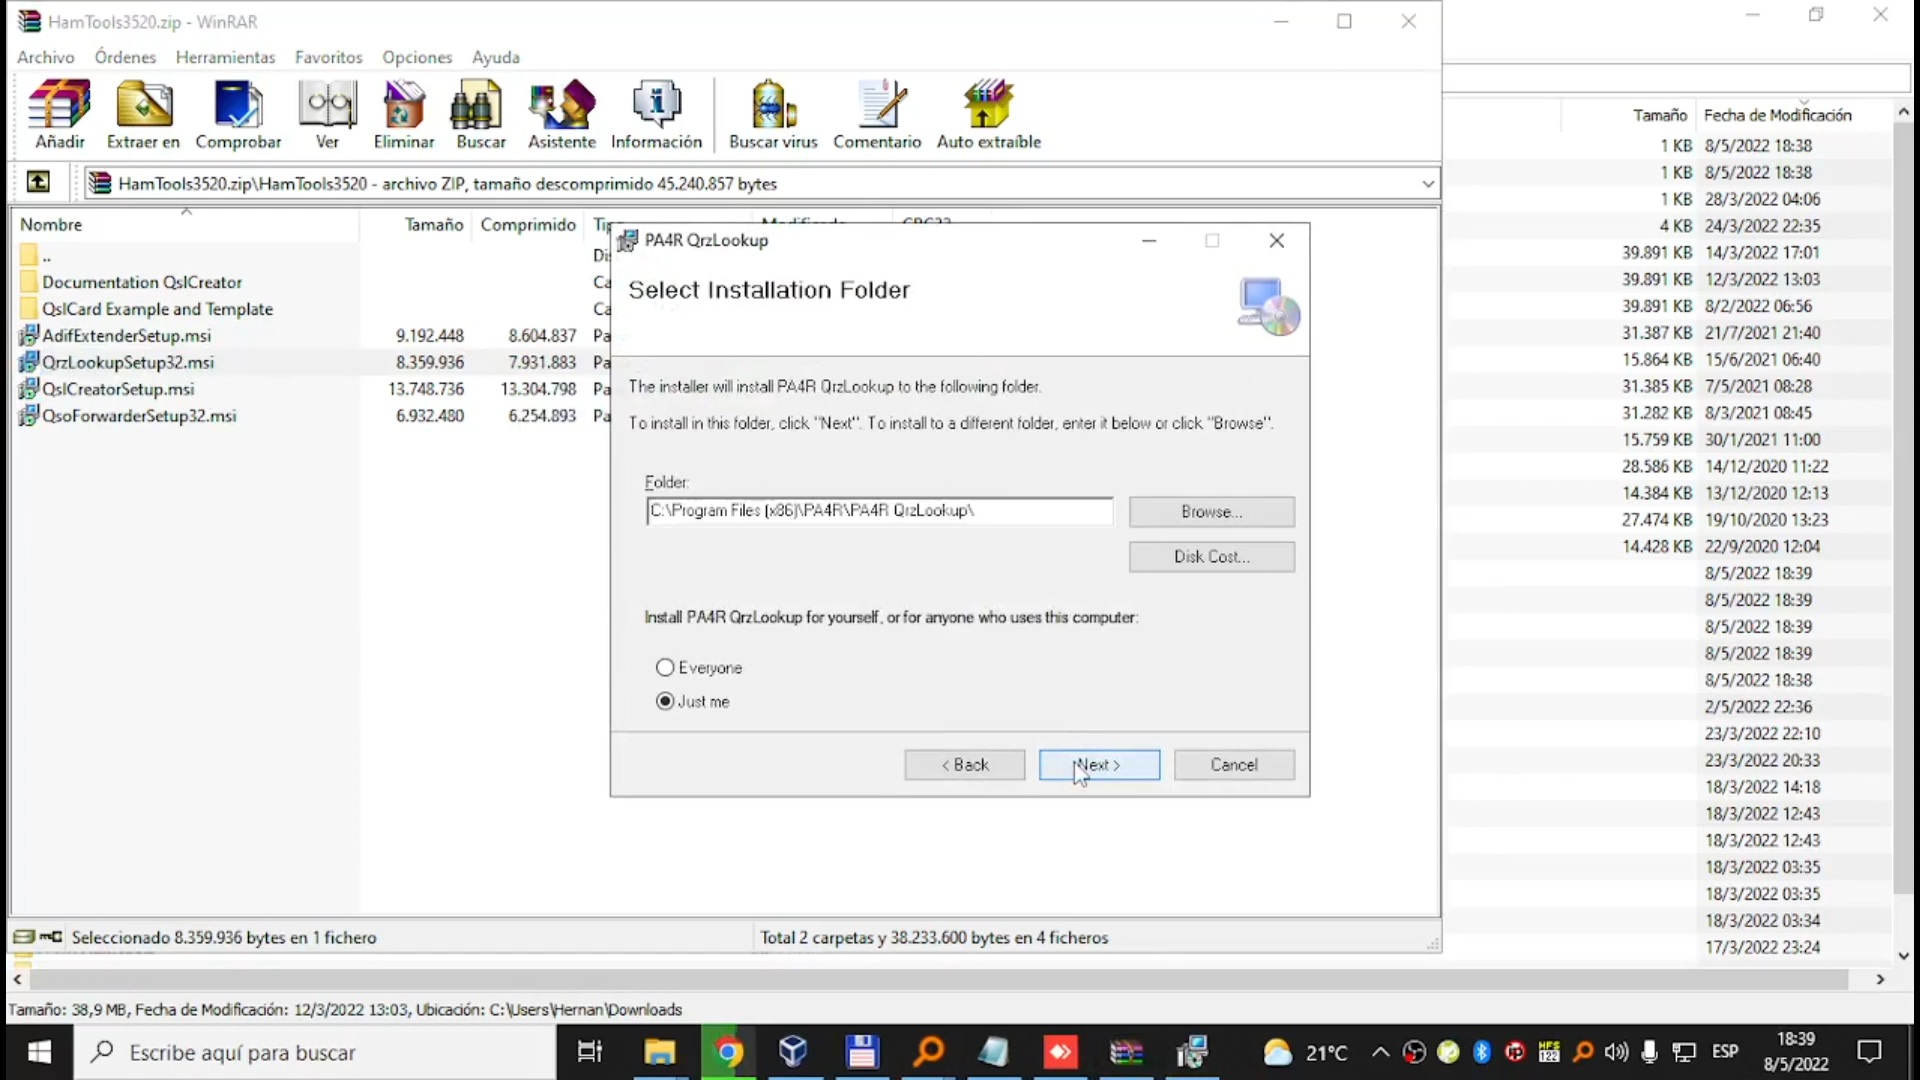 HamTools3520.zip - WinRAR
Archivo Órdenes Herramientas Favoritos Opciones Ayuda
Añadir Extraer en Comprobar Ver Eliminar Buscar Asistente Información Buscar virus Comentario Auto extraíble
HamTools3520.zip\HamTools3520 - archivo ZIP, tamaño descomprimido 45.240.857 bytes
Nombre Tamaño Comprimido
..
Documentation QslCreator
QslCard Example and Template
AdifExtenderSetup.msi 9.192.448 8.604.837 Pa
QrzLookupSetup32.msi 8.359.936 7.931.883 Pa
QslCreatorSetup.msi 13.748.736 13.304.798 Pa
QsoForwarderSetup32.msi 6.932.480 6.254.893 Pa
PA4R QrzLookup
Select Installation Folder
The installer will install PA4R QrzLookup to the following folder.
To install in this folder, click "Next". To install to a different folder, enter it below or click "Browse".
Folder:
C:\Program Files (x86)\PA4R\PA4R QrzLookup\
Browse...
Disk Cost...
Install PA4R QrzLookup for yourself, or for anyone who uses this computer:
Everyone
Just me
< Back Next > Cancel
Seleccionado 8.359.936 bytes en 1 fichero Total 2 carpetas y 38.233.600 bytes en 4 ficheros
Tamaño Fecha de Modificación
1 KB 8/5/2022 18:38
1 KB 8/5/2022 18:38
1 KB 28/3/2022 04:06
4 KB 24/3/2022 22:35
39.891 KB 14/3/2022 17:01
39.891 KB 12/3/2022 13:03
39.891 KB 8/2/2022 06:56
31.387 KB 21/7/2021 21:40
15.864 KB 15/6/2021 06:40
31.385 KB 7/5/2021 08:28
31.282 KB 8/3/2021 08:45
15.759 KB 30/1/2021 11:00
28.586 KB 14/12/2020 11:22
14.384 KB 13/12/2020 12:13
27.474 KB 19/10/2020 13:23
14.428 KB 22/9/2020 12:04
8/5/2022 18:39
8/5/2022 18:39
8/5/2022 18:39
8/5/2022 18:39
8/5/2022 18:38
2/5/2022 22:36
23/3/2022 22:10
23/3/2022 20:33
18/3/2022 14:18
18/3/2022 12:43
18/3/2022 12:43
18/3/2022 03:35
18/3/2022 03:35
18/3/2022 03:34
17/3/2022 23:24
Tamaño: 38,9 MB, Fecha de Modificación: 12/3/2022 13:03, Ubicación: C:\Users\Hernan\Downloads
Escribe aquí para buscar
21°C
HFS
122
ESP
18:39
8/5/2022